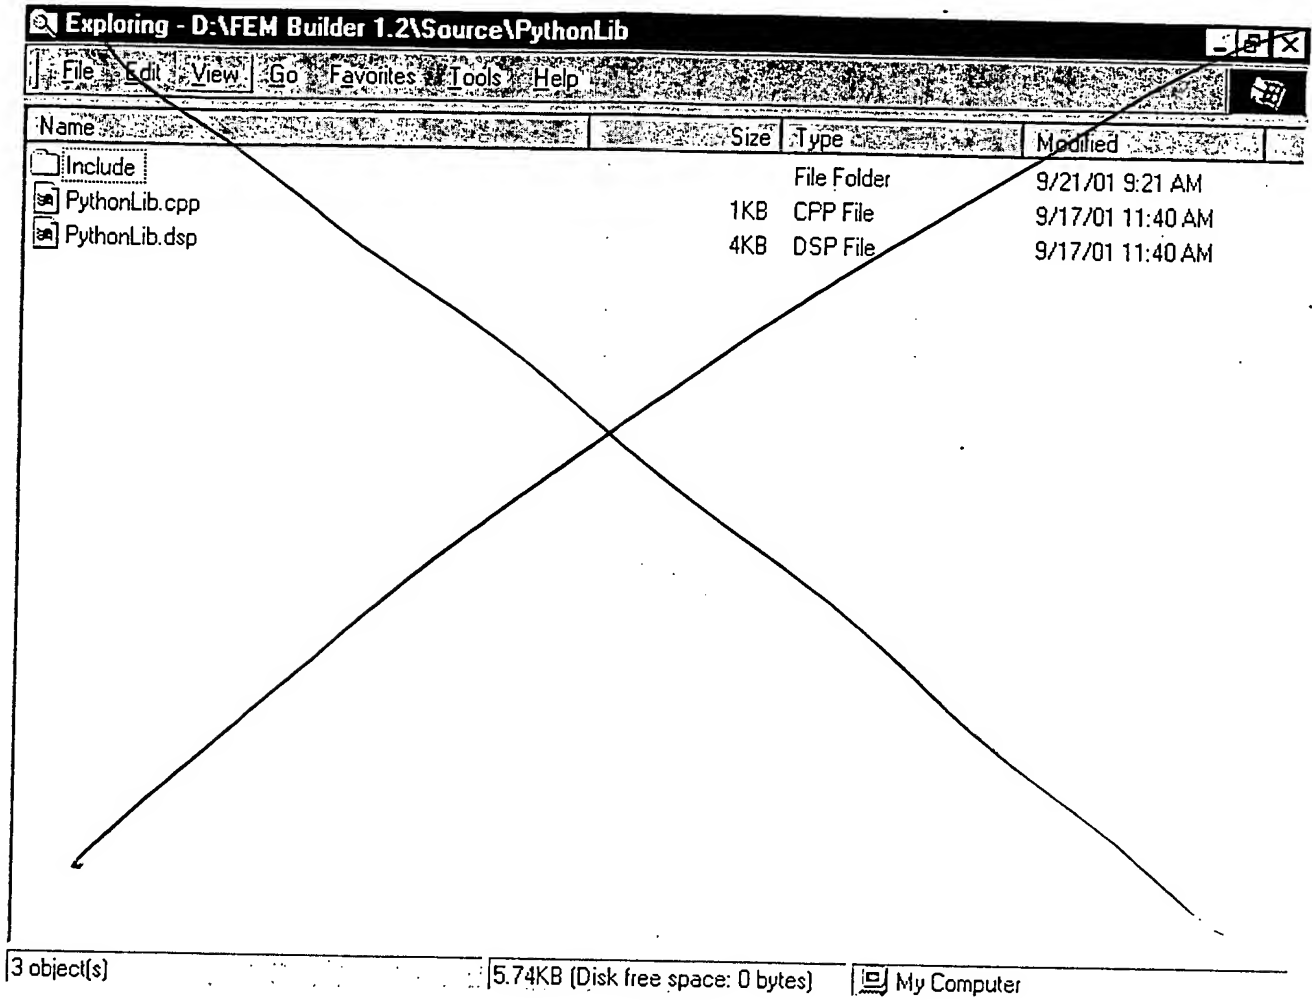 Exploring - D:\FEM Builder 1.2\Source\PythonLib
File Edit View Go Favorites Tools Help
Name Size Type Modified
Include File Folder 9/21/01 9:21 AM
PythonLib.cpp 1KB CPP File 9/17/01 11:40 AM
PythonLib.dsp 4KB DSP File 9/17/01 11:40 AM
3 object(s) 5.74KB (Disk free space: 0 bytes) My Computer